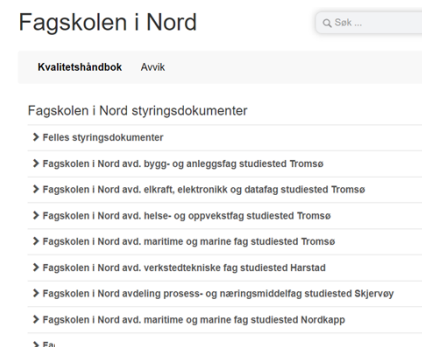 Fagskolen i Nord
Søk ...
Kvalitetshåndbok Avvik
Fagskolen i Nord styringsdokumenter
Felles styringsdokumenter
Fagskolen i Nord avd. bygg- og anleggsfag studiested Tromsø
Fagskolen i Nord avd. elkraft, elektronikk og datafag studiested Tromsø
Fagskolen i Nord avd. helse- og oppvekstfag studiested Tromsø
Fagskolen i Nord avd. maritime og marine fag studiested Tromsø
Fagskolen i Nord avd. verkstedtekniske fag studiested Harstad
Fagskolen i Nord avdeling prosess- og næringsmiddelfag studiested Skjervøy
Fagskolen i Nord avd. maritime og marine fag studiested Nordkapp